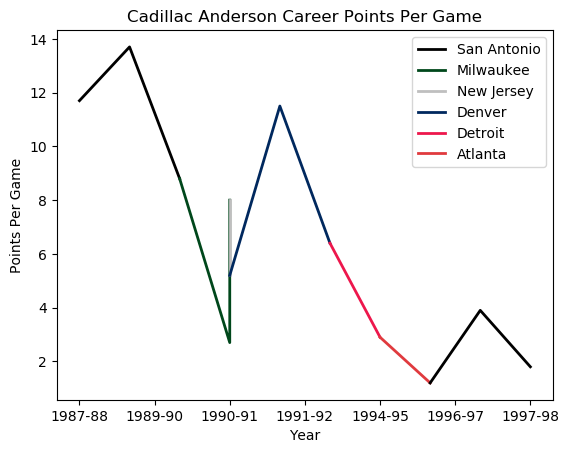 Cadillac Anderson Career Points Per Game
Points Per Game
14
12
10
8
6
4
2
San Antonio
Milwaukee
New Jersey
Denver
Detroit
Atlanta
1987-88 1989-90 1990-91 1991-92 1994-95 1996-97 1997-98
Year